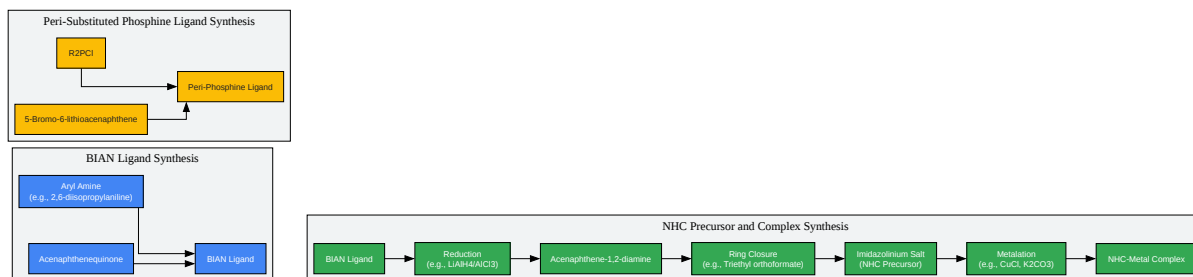 Peri-Substituted Phosphine Ligand Synthesis
R2PCl
Peri-Phosphine Ligand
5-Bromo-6-lithioacenaphthene
BIAN Ligand Synthesis
Aryl Amine
(e.g., 2,6-diisopropylaniline)
Acenaphthenequinone
BIAN Ligand
NHC Precursor and Complex Synthesis
BIAN Ligand
Reduction
(e.g., LiAlH4/AlCl3)
Acenaphthene-1,2-diamine
Ring Closure
(e.g., Triethyl orthoformate)
Imidazolinium Salt
(NHC Precursor)
Metalation
(e.g., CuCl, K2CO3)
NHC-Metal Complex